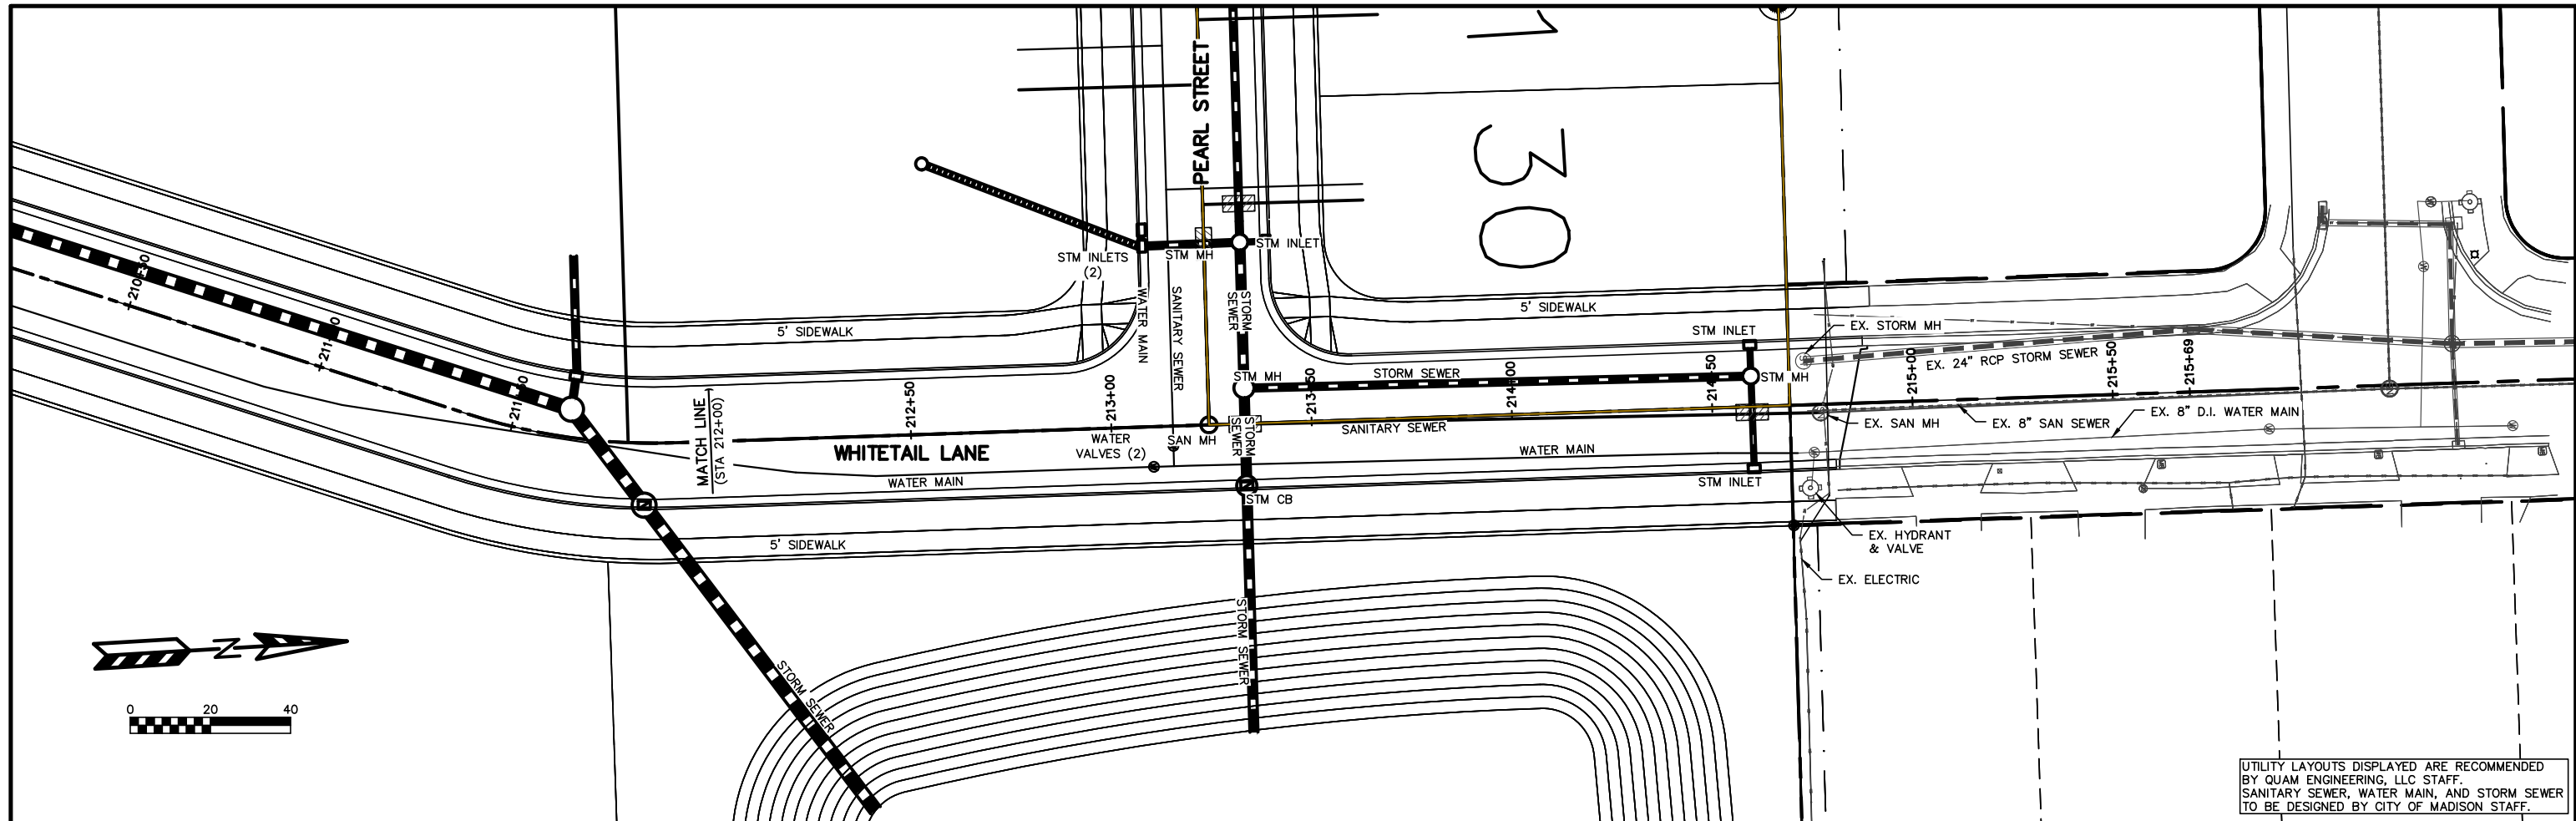 PEARL STREET
1
30
210+50
211+00
211+50
STM INLETS
(2)
STM MH
STM INLET
WATER MAIN
SANITARY SEWER
STORM
SEWER
5' SIDEWALK
5' SIDEWALK
MATCH LINE
(STA 212+00)
212+50
213+00
213+50
214+00
214+50
215+00
215+50
215+69
STM MH
STORM SEWER
STM INLET
STM MH
EX. STORM MH
EX. 24" RCP STORM SEWER
WHITETAIL LANE
WATER
VALVES (2)
SAN MH
STORM
SEWER
SANITARY SEWER
EX. SAN MH
EX. 8" SAN SEWER
EX. 8" D.I. WATER MAIN
WATER MAIN
WATER MAIN
STM INLET
STM CB
5' SIDEWALK
EX. HYDRANT
& VALVE
EX. ELECTRIC
STORM SEWER
STORM SEWER
N
0 20 40
UTILITY LAYOUTS DISPLAYED ARE RECOMMENDED
BY QUAM ENGINEERING, LLC STAFF.
SANITARY SEWER, WATER MAIN, AND STORM SEWER
TO BE DESIGNED BY CITY OF MADISON STAFF.